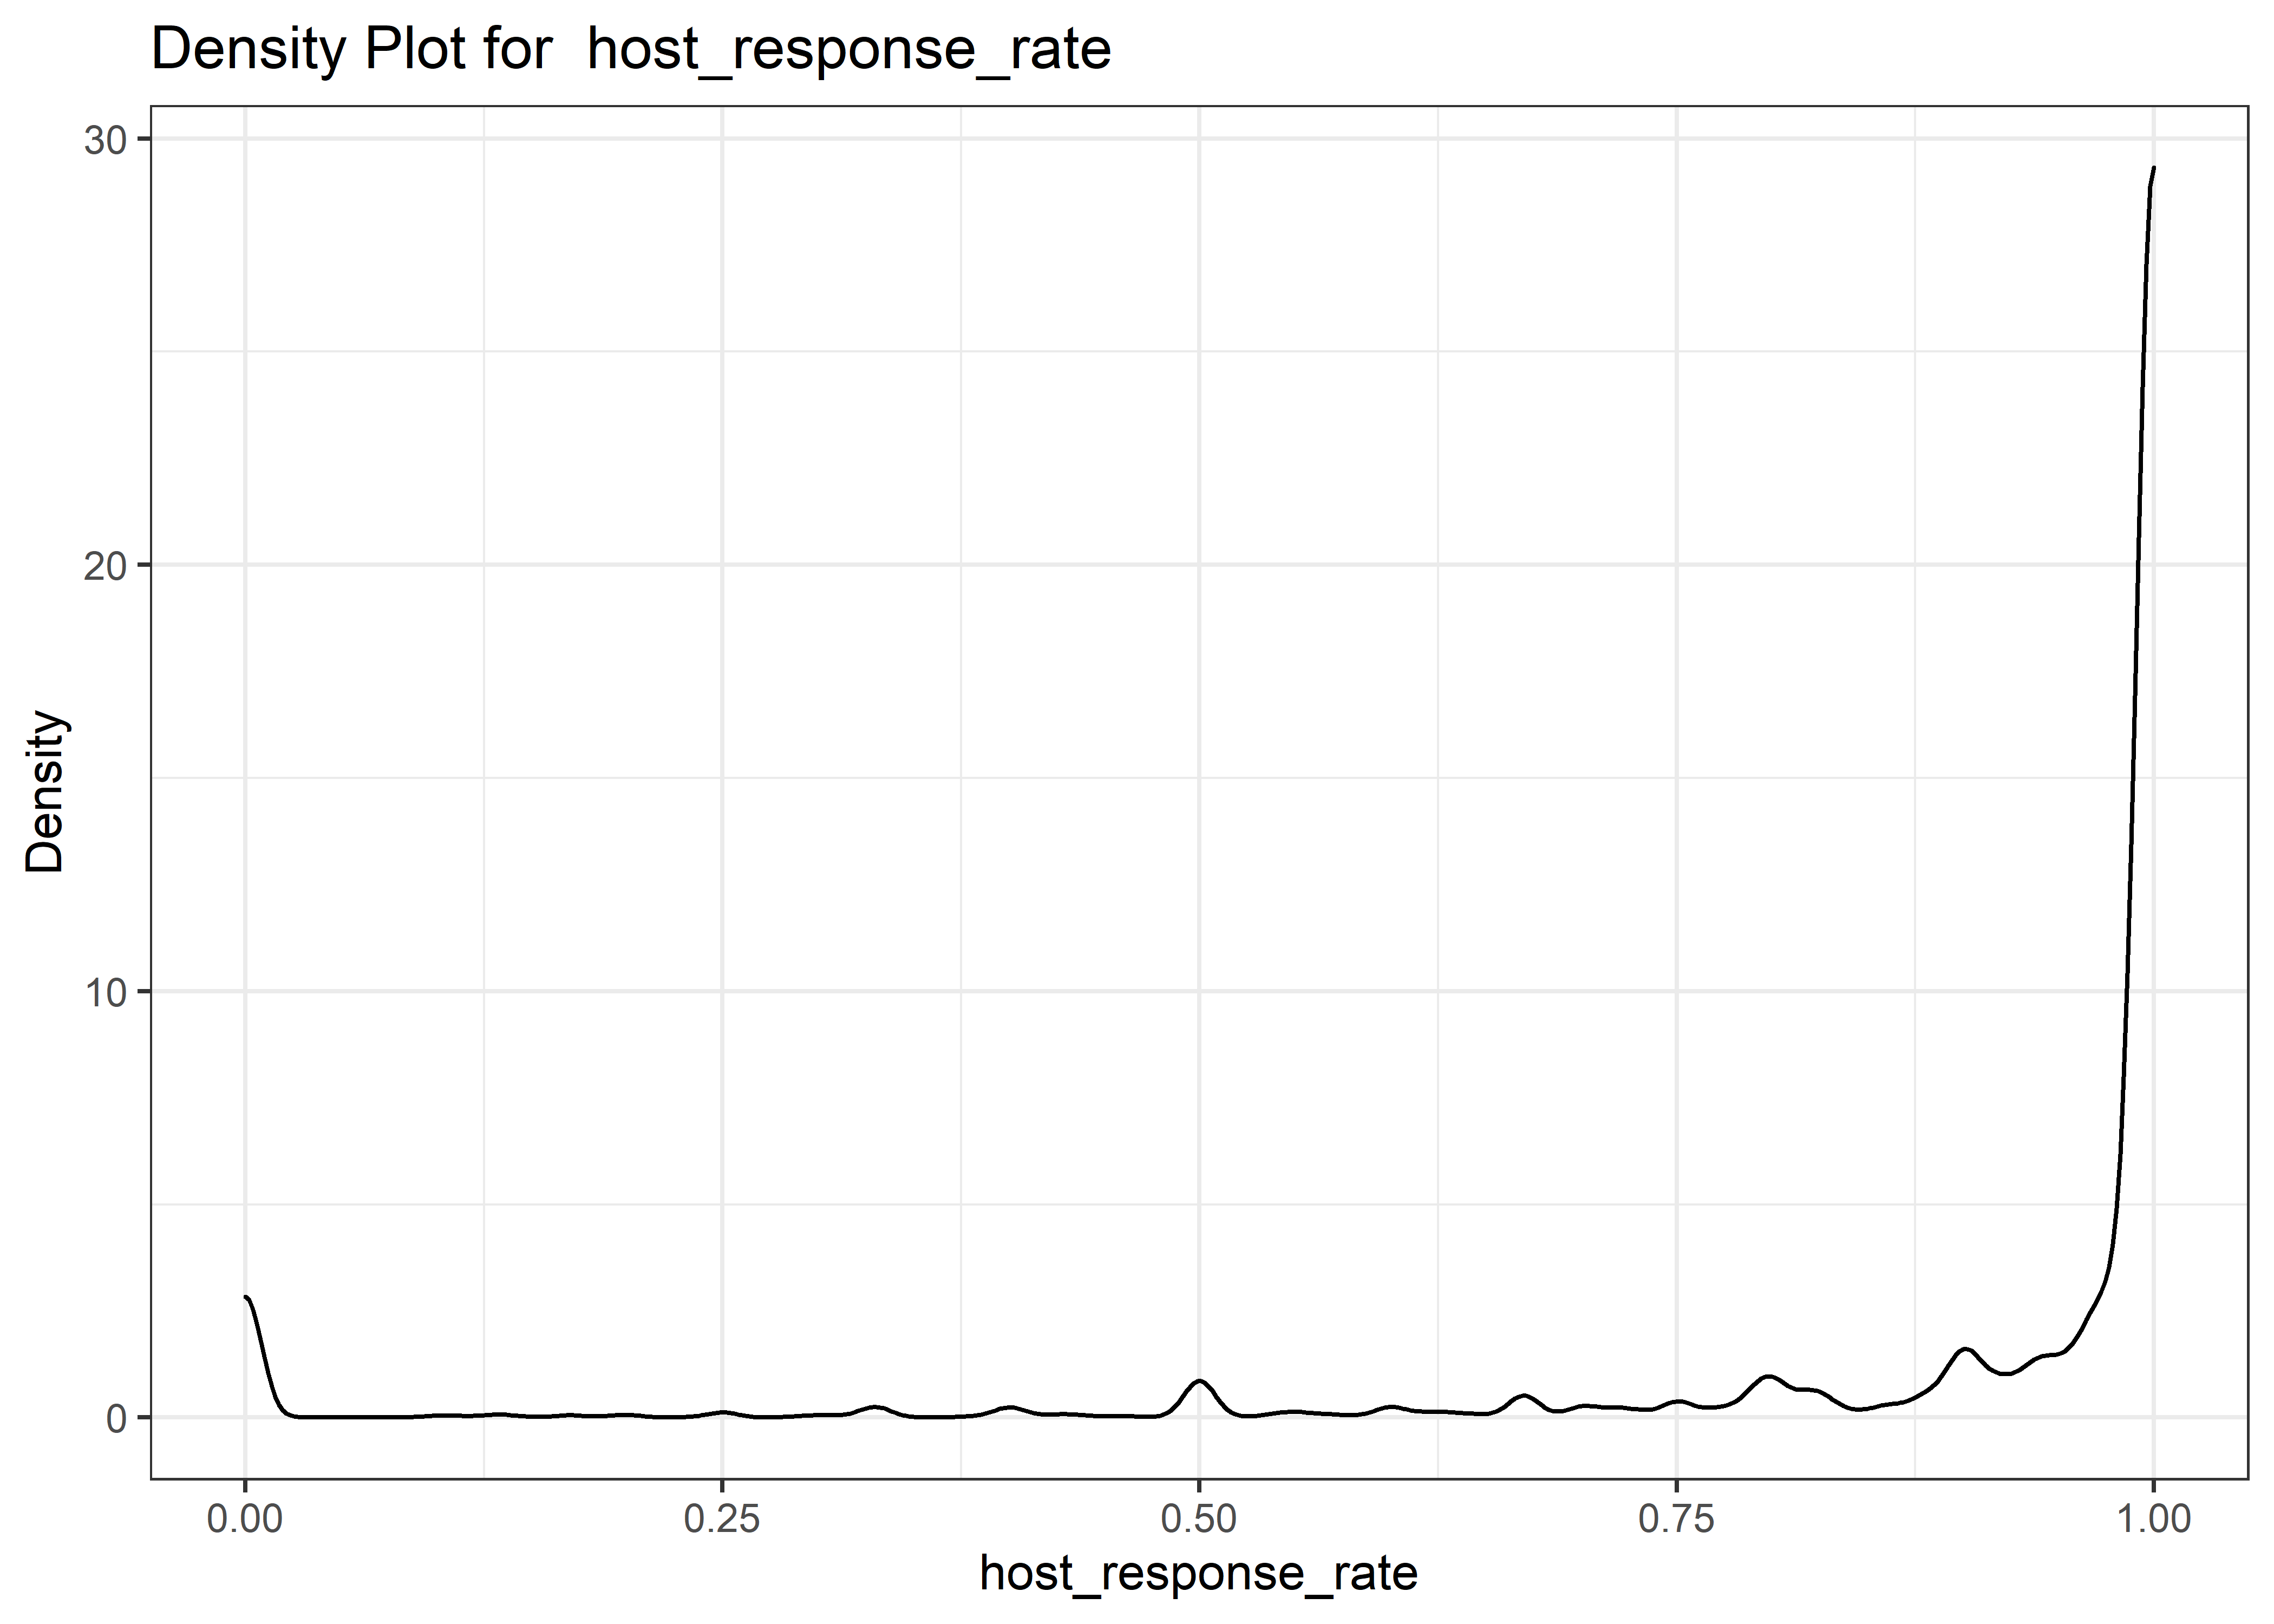 Density Plot for  host_response_rate
30
20
10
0
Density
0.00 0.25 0.50 0.75 1.00
host_response_rate